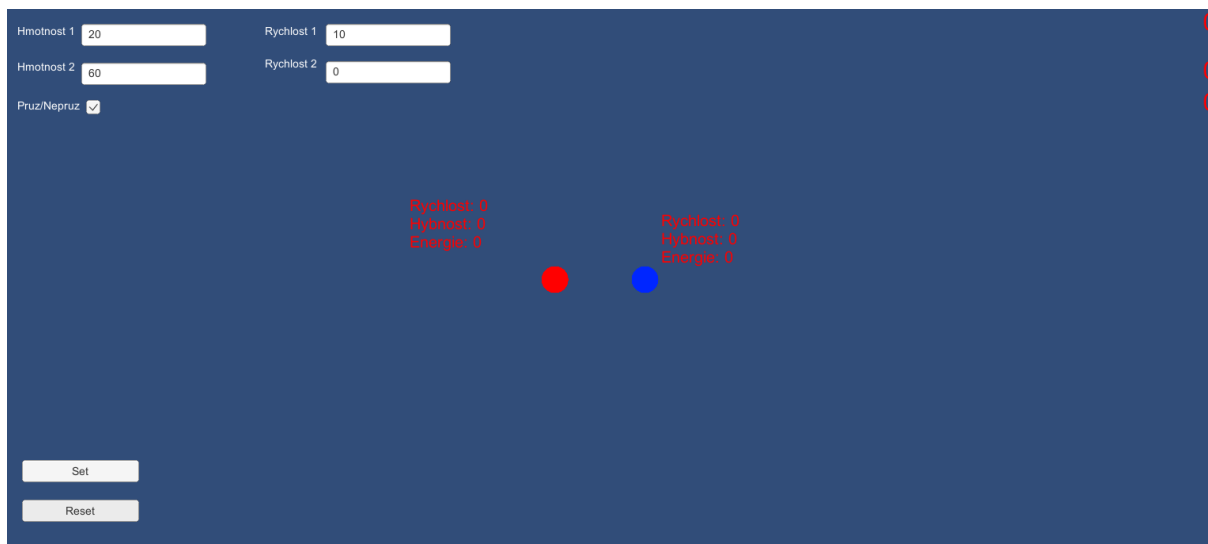 Hmotnost 1 20
Rychlost 1 10
Hmotnost 2 60
Rychlost 2 0
Pruz/Nepruz
Rychlost: 0
Hybnost: 0
Energie: 0
Rychlost: 0
Hybnost: 0
Energie: 0
Set
Reset